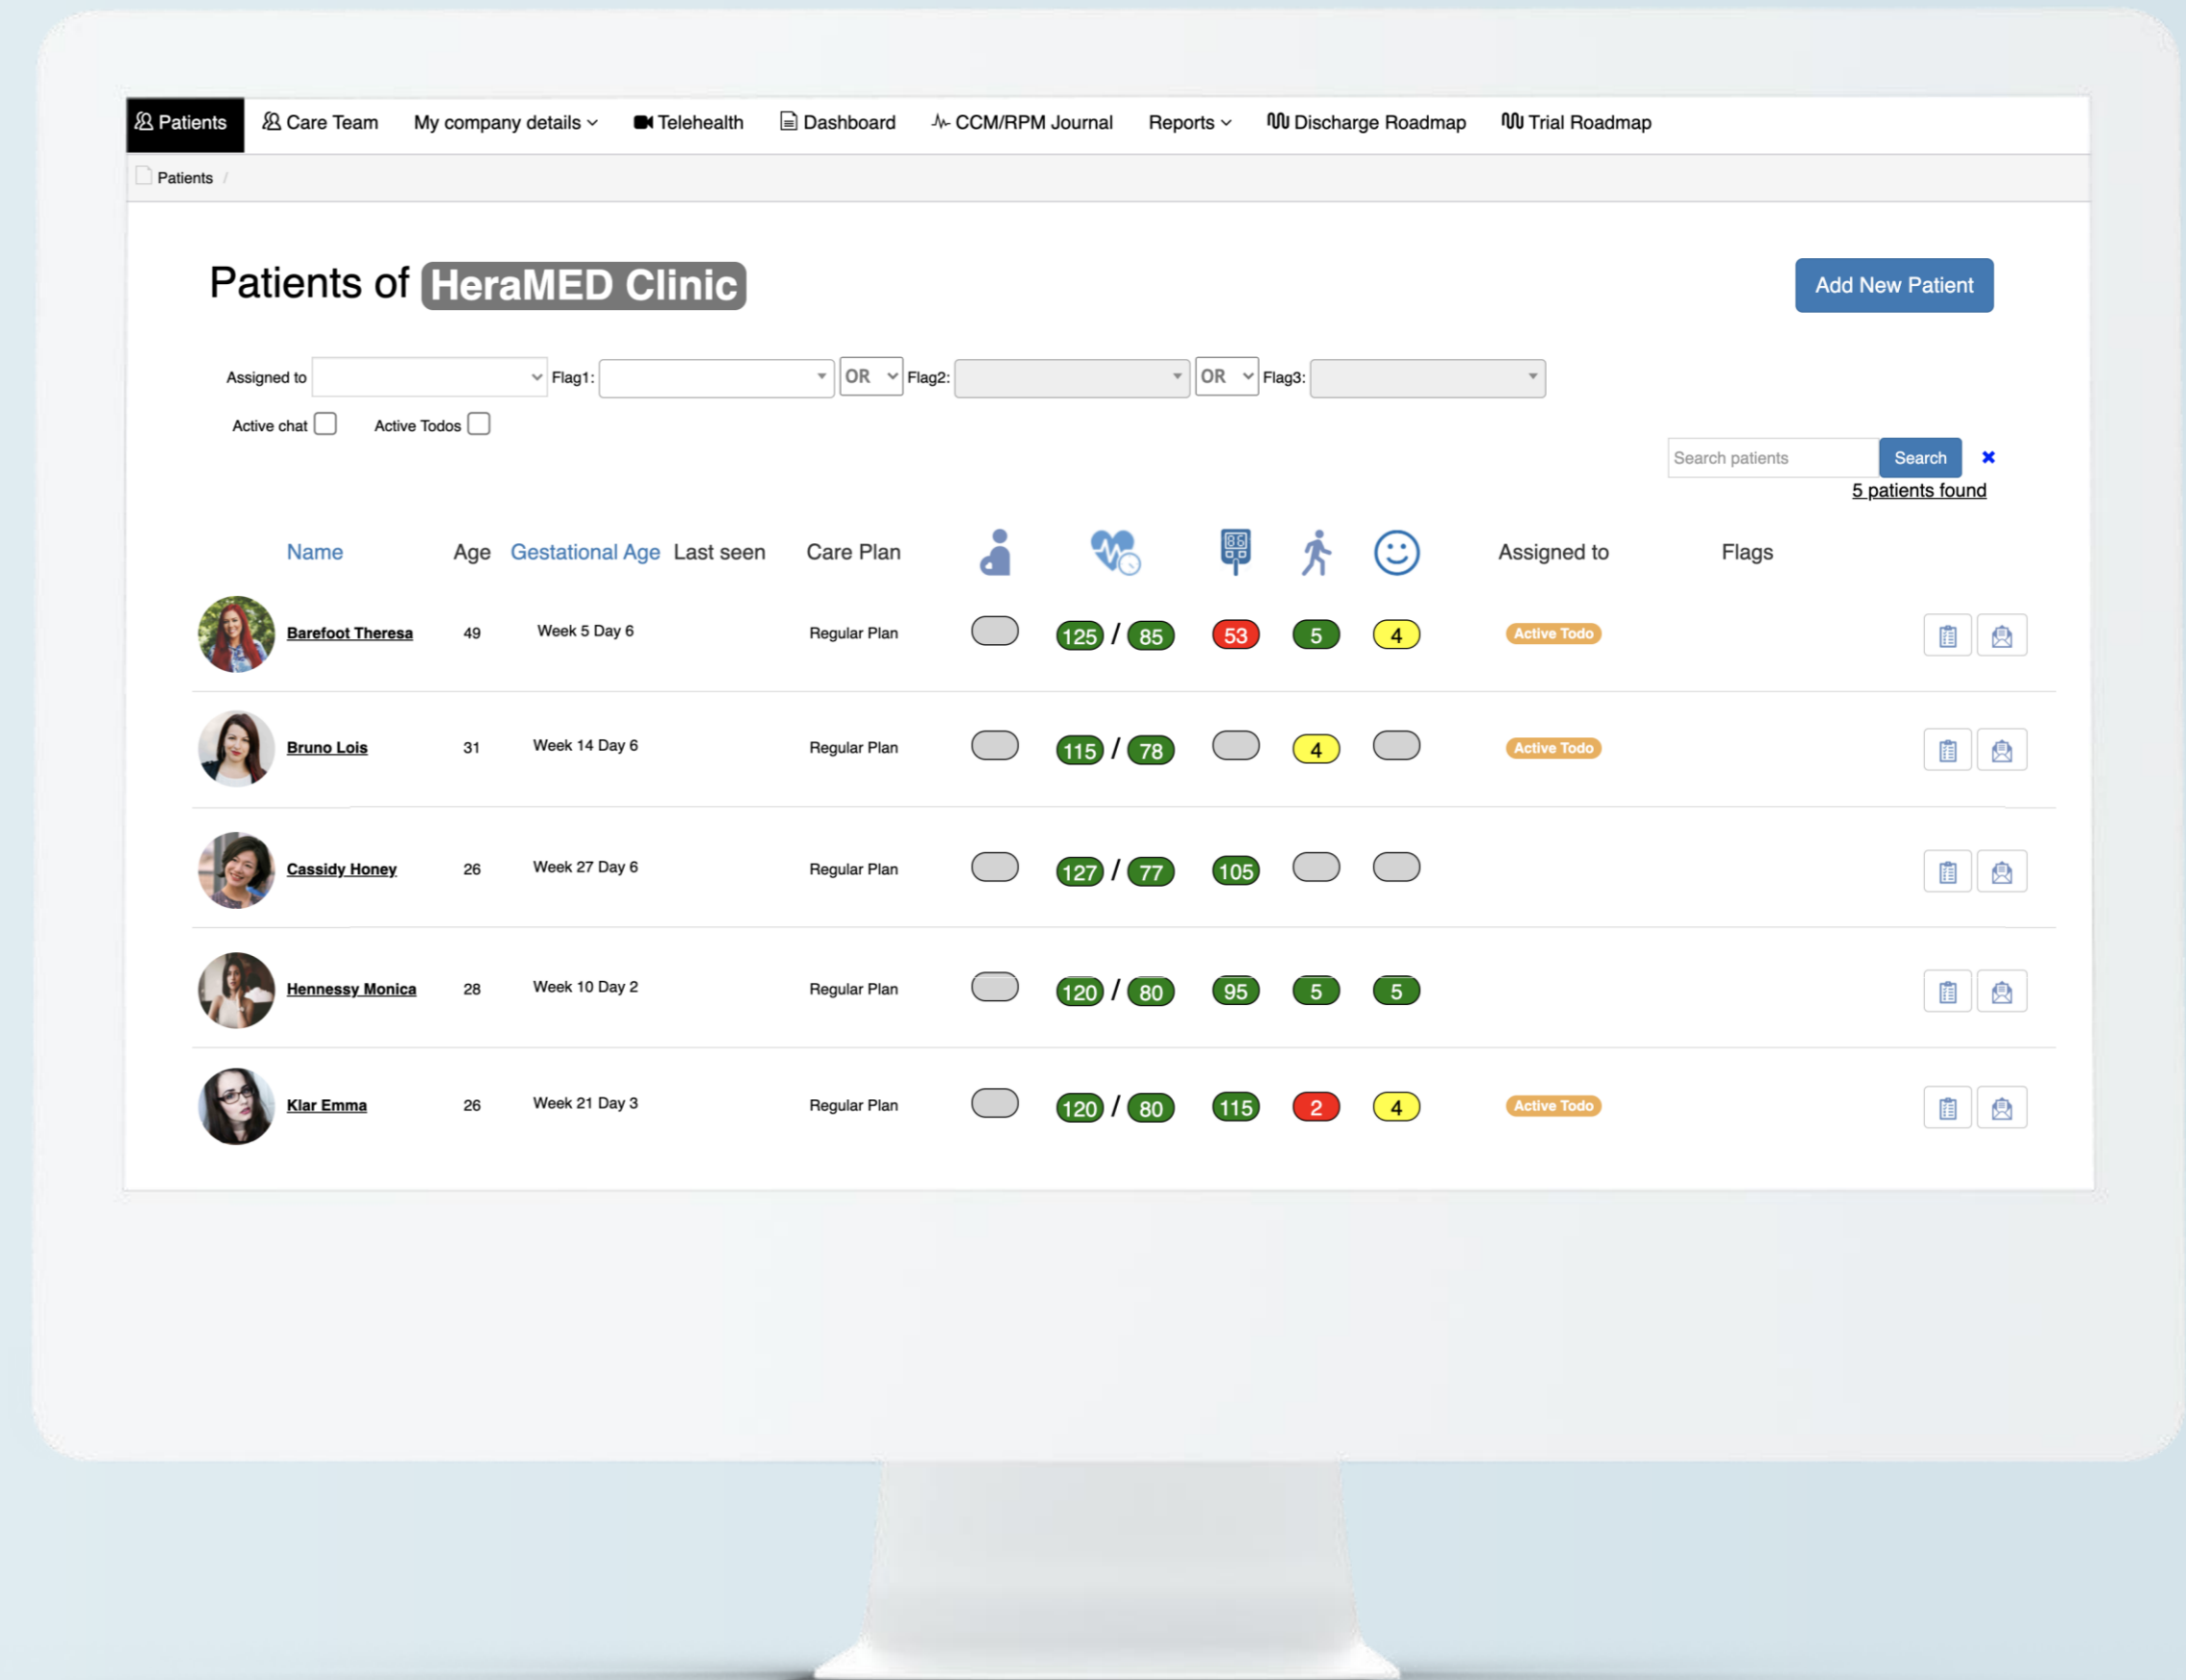 Patients Care Team My company details Telehealth Dashboard CCM/RPM Journal Reports Discharge Roadmap Trial Roadmap
Patients /
Patients of HeraMED Clinic
Add New Patient
Assigned to Flag1: OR Flag2: OR Flag3:
Active chat Active Todos
Search patients Search
5 patients found
Name Age Gestational Age Last seen Care Plan 86 Assigned to Flags
Barefoot Theresa 49 Week 5 Day 6 Regular Plan 125 / 85 53 5 4 Active Todo
Bruno Lois 31 Week 14 Day 6 Regular Plan 115 / 78 4 Active Todo
Cassidy Honey 26 Week 27 Day 6 Regular Plan 127 / 77 105
Hennessy Monica 28 Week 10 Day 2 Regular Plan 120 / 80 95 5 5
Klar Emma 26 Week 21 Day 3 Regular Plan 120 / 80 115 2 4 Active Todo